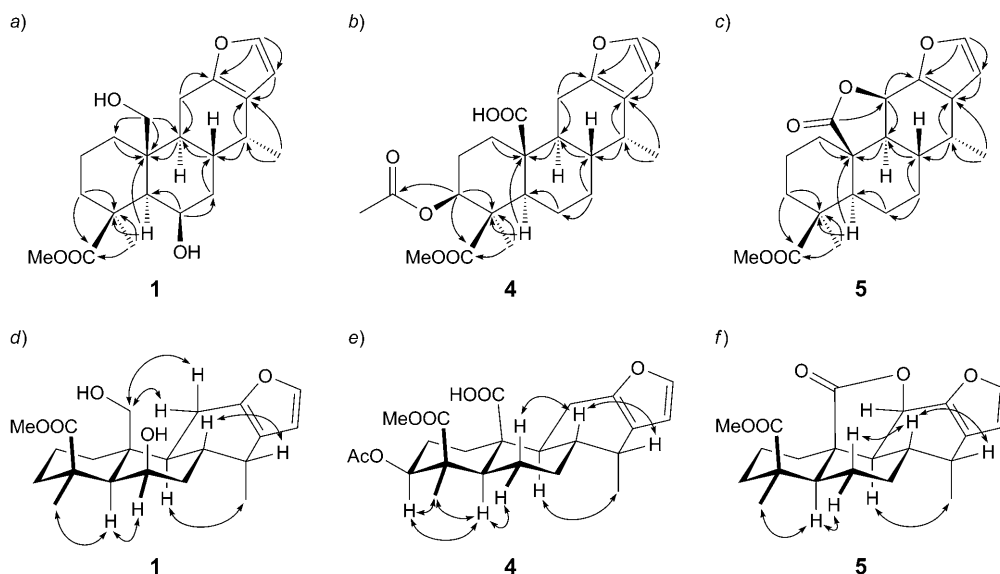 a) b) c)
O O O
HO HOOC O
H H O H
H O H H
H O H H
MeOOC OH MeOOC MeOOC
1 4 5
d) e) f)
H O O O O
HO H HOOC O H
MeOOC OH H MeOOC H H MeOOC H H
H AcO H H
H H H H H H H H H H
1 4 5